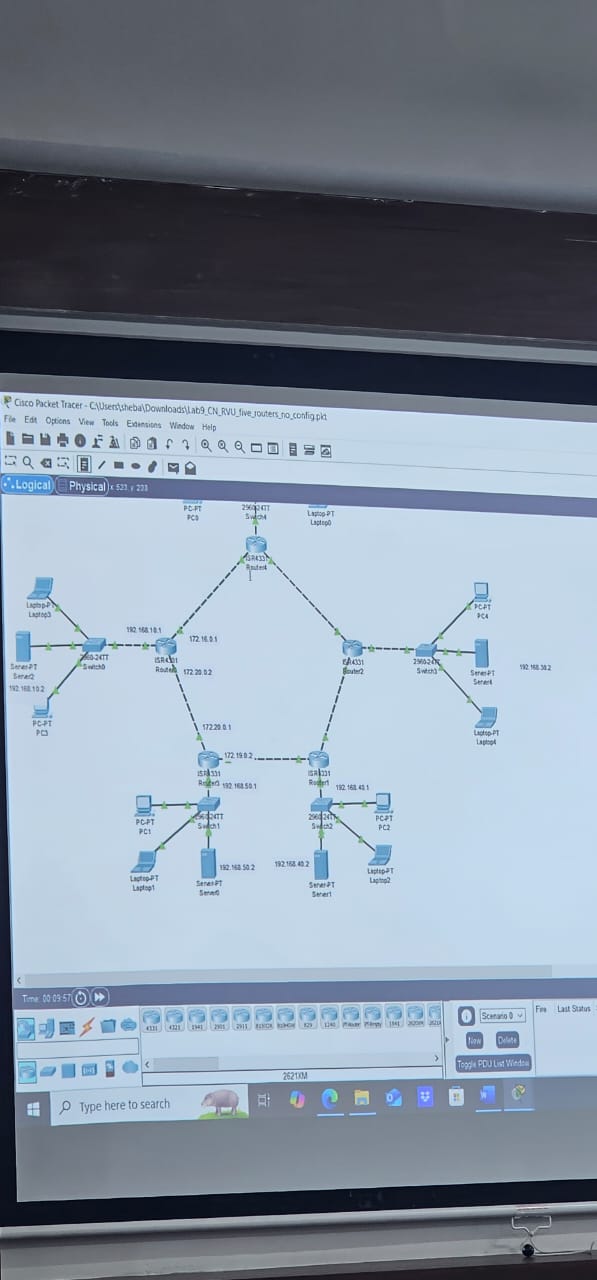 Cisco Packet Tracer - C:\Users\sheba\Downloads\Lab9_CN_RVU_five_routers_no_config.pkt
File Edit Options View Tools Extensions Window Help
Logical Physical x 523, y 233
PC-PT
PC0
2960-24TT
Switch4
Laptop-PT
Laptop0
ISR4331
Router4
Laptop-PT
Laptop3
192.168.10.1
172.16.0.1
Server-PT
Server2
2960-24TT
Switch0
ISR4331
172.20.0.2
192.168.10.2
PC-PT
PC3
ISR4331
Router2
2960-24TT
PC-PT
PC4
Server-PT
Server4
192.168.30.2
Laptop-PT
Laptop4
172.20.0.1
172.19.0.2
ISR4331
Router3
192.168.50.1
ISR4331
Router1
192.168.40.1
PC-PT
PC1
2960-24TT
Switch1
2960-24TT
Switch2
PC-PT
PC2
Laptop-PT
Laptop1
Server-PT
192.168.50.2
192.168.40.2
Server-PT
Server1
Laptop-PT
Laptop2
Time: 00:09:57
4331 4321 1941 2901 2911 819IOX 819HGW 829 1240 PT-Router PT-Empty 1841
2621XM
Scenario 0
New Delete
Toggle PDU List Window
Fire Last Status
Type here to search